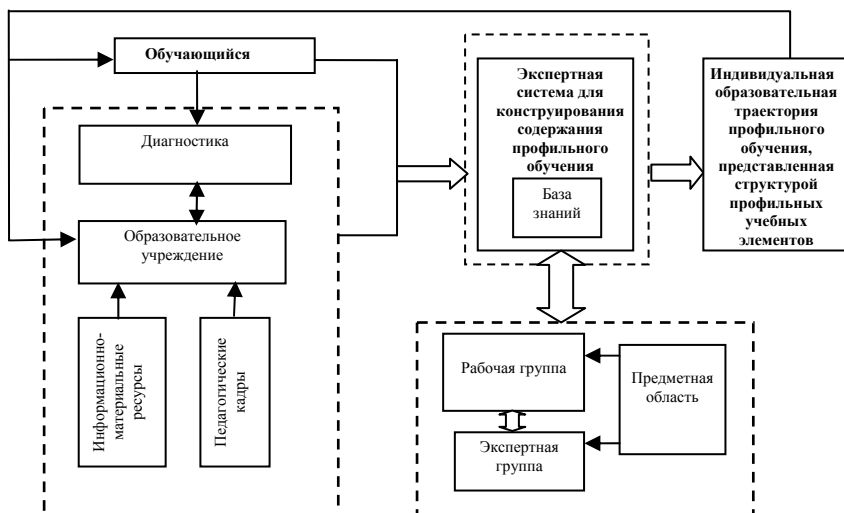 Обучающийся
Диагностика
Образовательное
учреждение
Информационно-
материальные
ресурсы
Педагогические
кадры
Экспертная
система для
конструирования
содержания
профильного
обучения
База
знаний
Индивидуальная
образовательная
траектория
профильного
обучения,
представленная
структурой
профильных
учебных
элементов
Рабочая группа
Экспертная
группа
Предметная
область